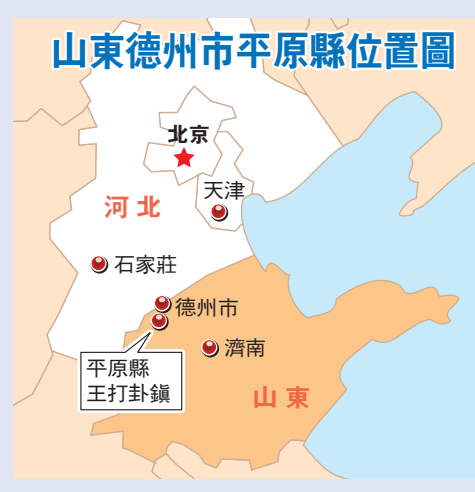 山東德州市平原縣位置圖
北京
天津
河北
石家莊
德州市
濟南
平原縣
王打卦鎮
山東